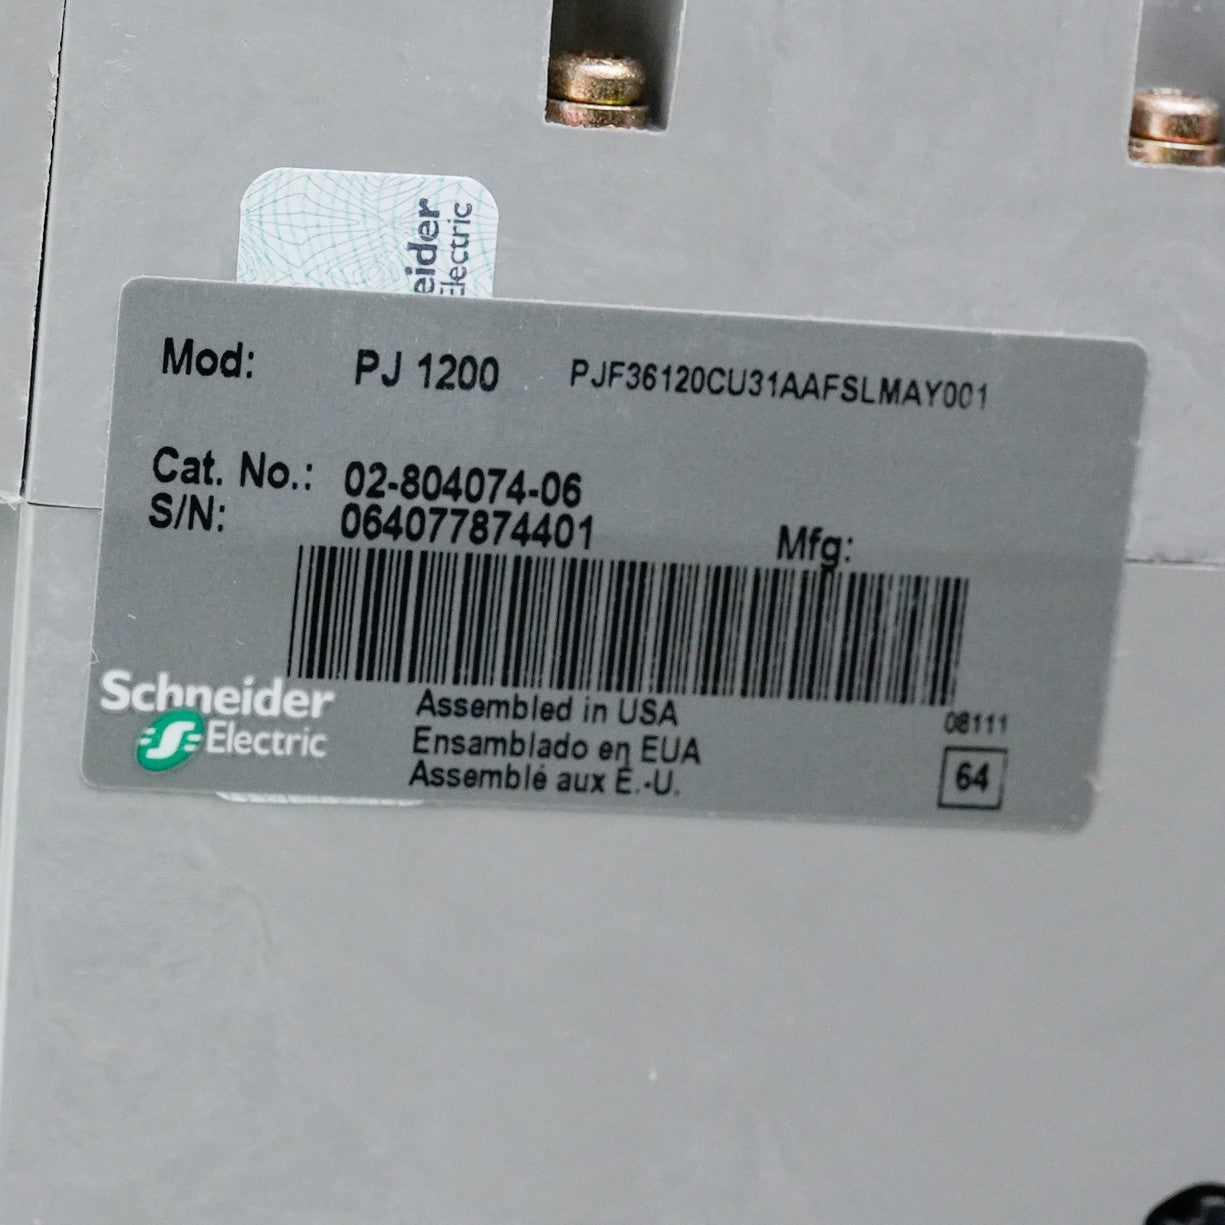 eider
Electric
Mod: PJ 1200 PJF36120CU31AAFSLMAY001
Cat. No.: 02-804074-06
S/N: 064077874401 Mfg:
Schneider
Electric
Assembled in USA
Ensamblado en EUA
Assemblé aux É.-U.
08111
64